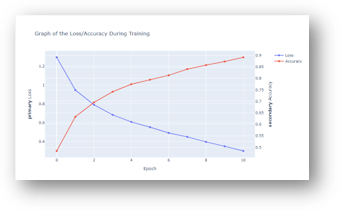 Graph of the Loss/Accuracy During Training
Loss
Accuracy
primary Loss
secondary Accuracy
1.2
1
0.8
0.6
0.4
0.9
0.85
0.8
0.75
0.7
0.65
0.6
0.55
0.5
0 2 4 6 8 10
Epoch